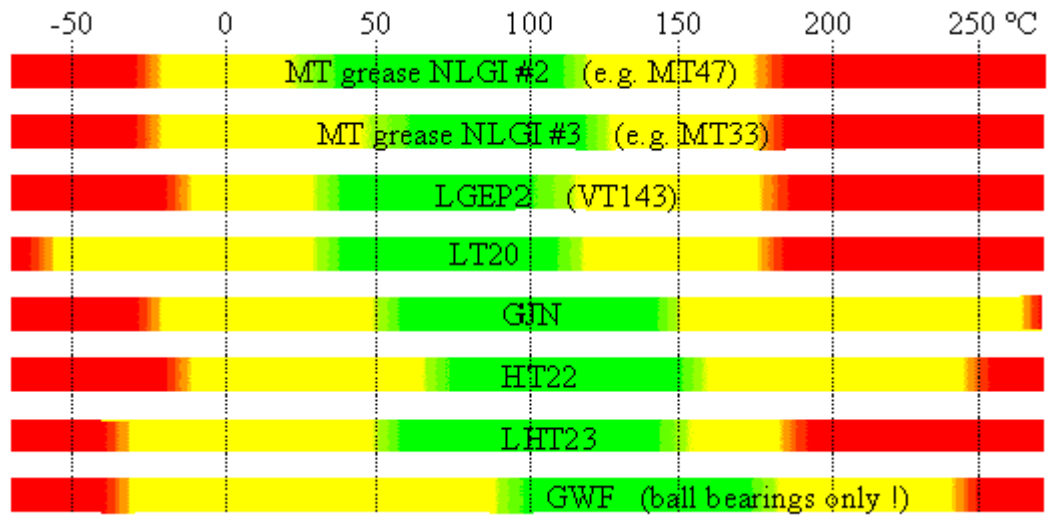 -50 0 50 100 150 200 250 °C
MT grease NLGI #2 (e.g. MT47)
MT grease NLGI #3 (e.g. MT33)
LGEP2 (VT143)
LT20
GJN
HT22
LHT23
GWF (ball bearings only !)